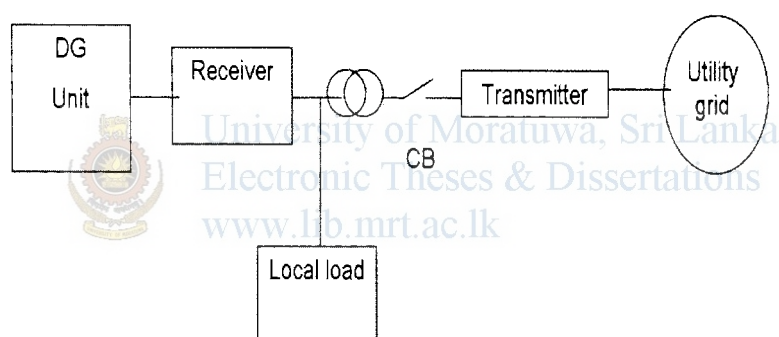 DG
Unit
Receiver
Transmitter
Utility
grid
CB
Local load
University of Moratuwa, Sri Lanka
Electronic Theses & Dissertations
www.lib.mrt.ac.lk